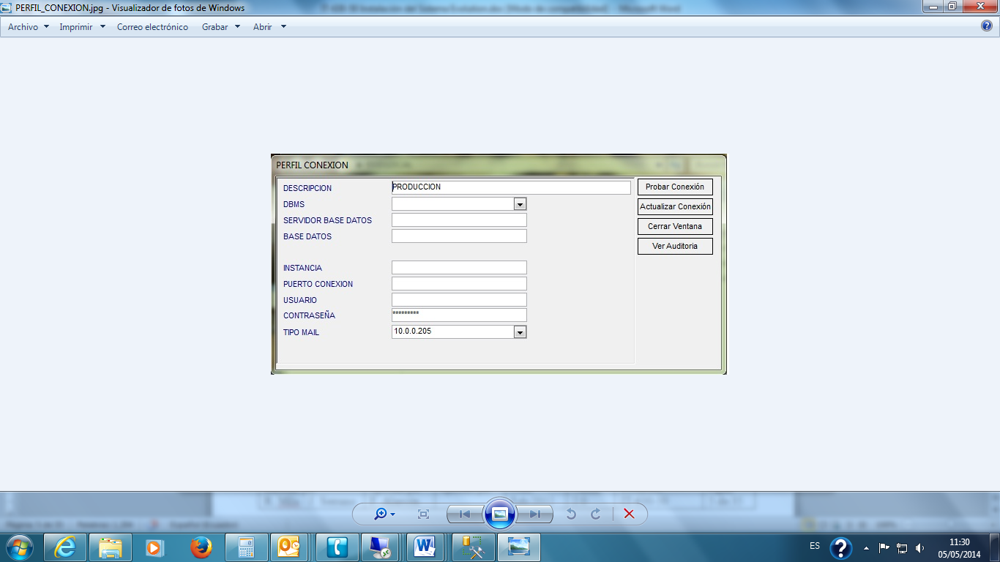 PERFIL_CONEXION.jpg - Visualizador de fotos de Windows
Archivo Imprimir Correo electrónico Grabar Abrir
PERFIL CONEXION
DESCRIPCION PRODUCCION Probar Conexión
DBMS Actualizar Conexión
SERVIDOR BASE DATOS Cerrar Ventana
BASE DATOS Ver Auditoria
INSTANCIA
PUERTO CONEXION
USUARIO
CONTRASEÑA *********
TIPO MAIL 10.0.0.205
ES 11:30
05/05/2014